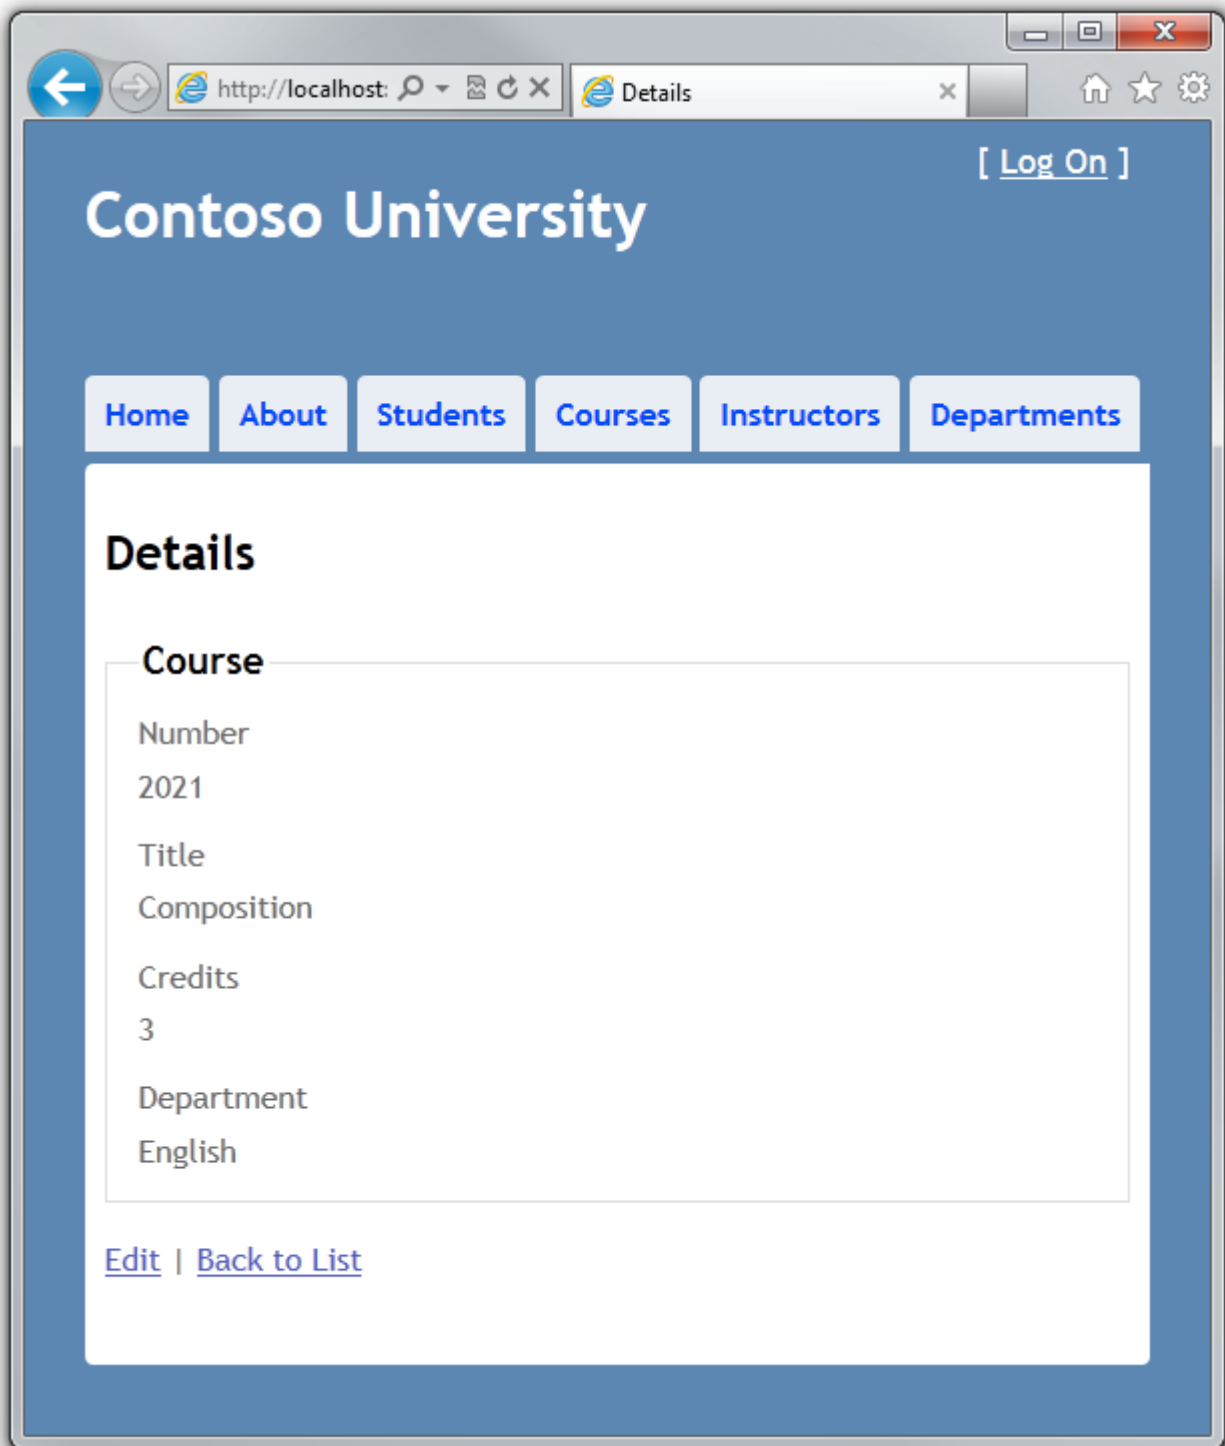 http://localhost:
Details
[ Log On ]
Contoso University
Home About Students Courses Instructors Departments
Details
Course
Number
2021
Title
Composition
Credits
3
Department
English
Edit | Back to List